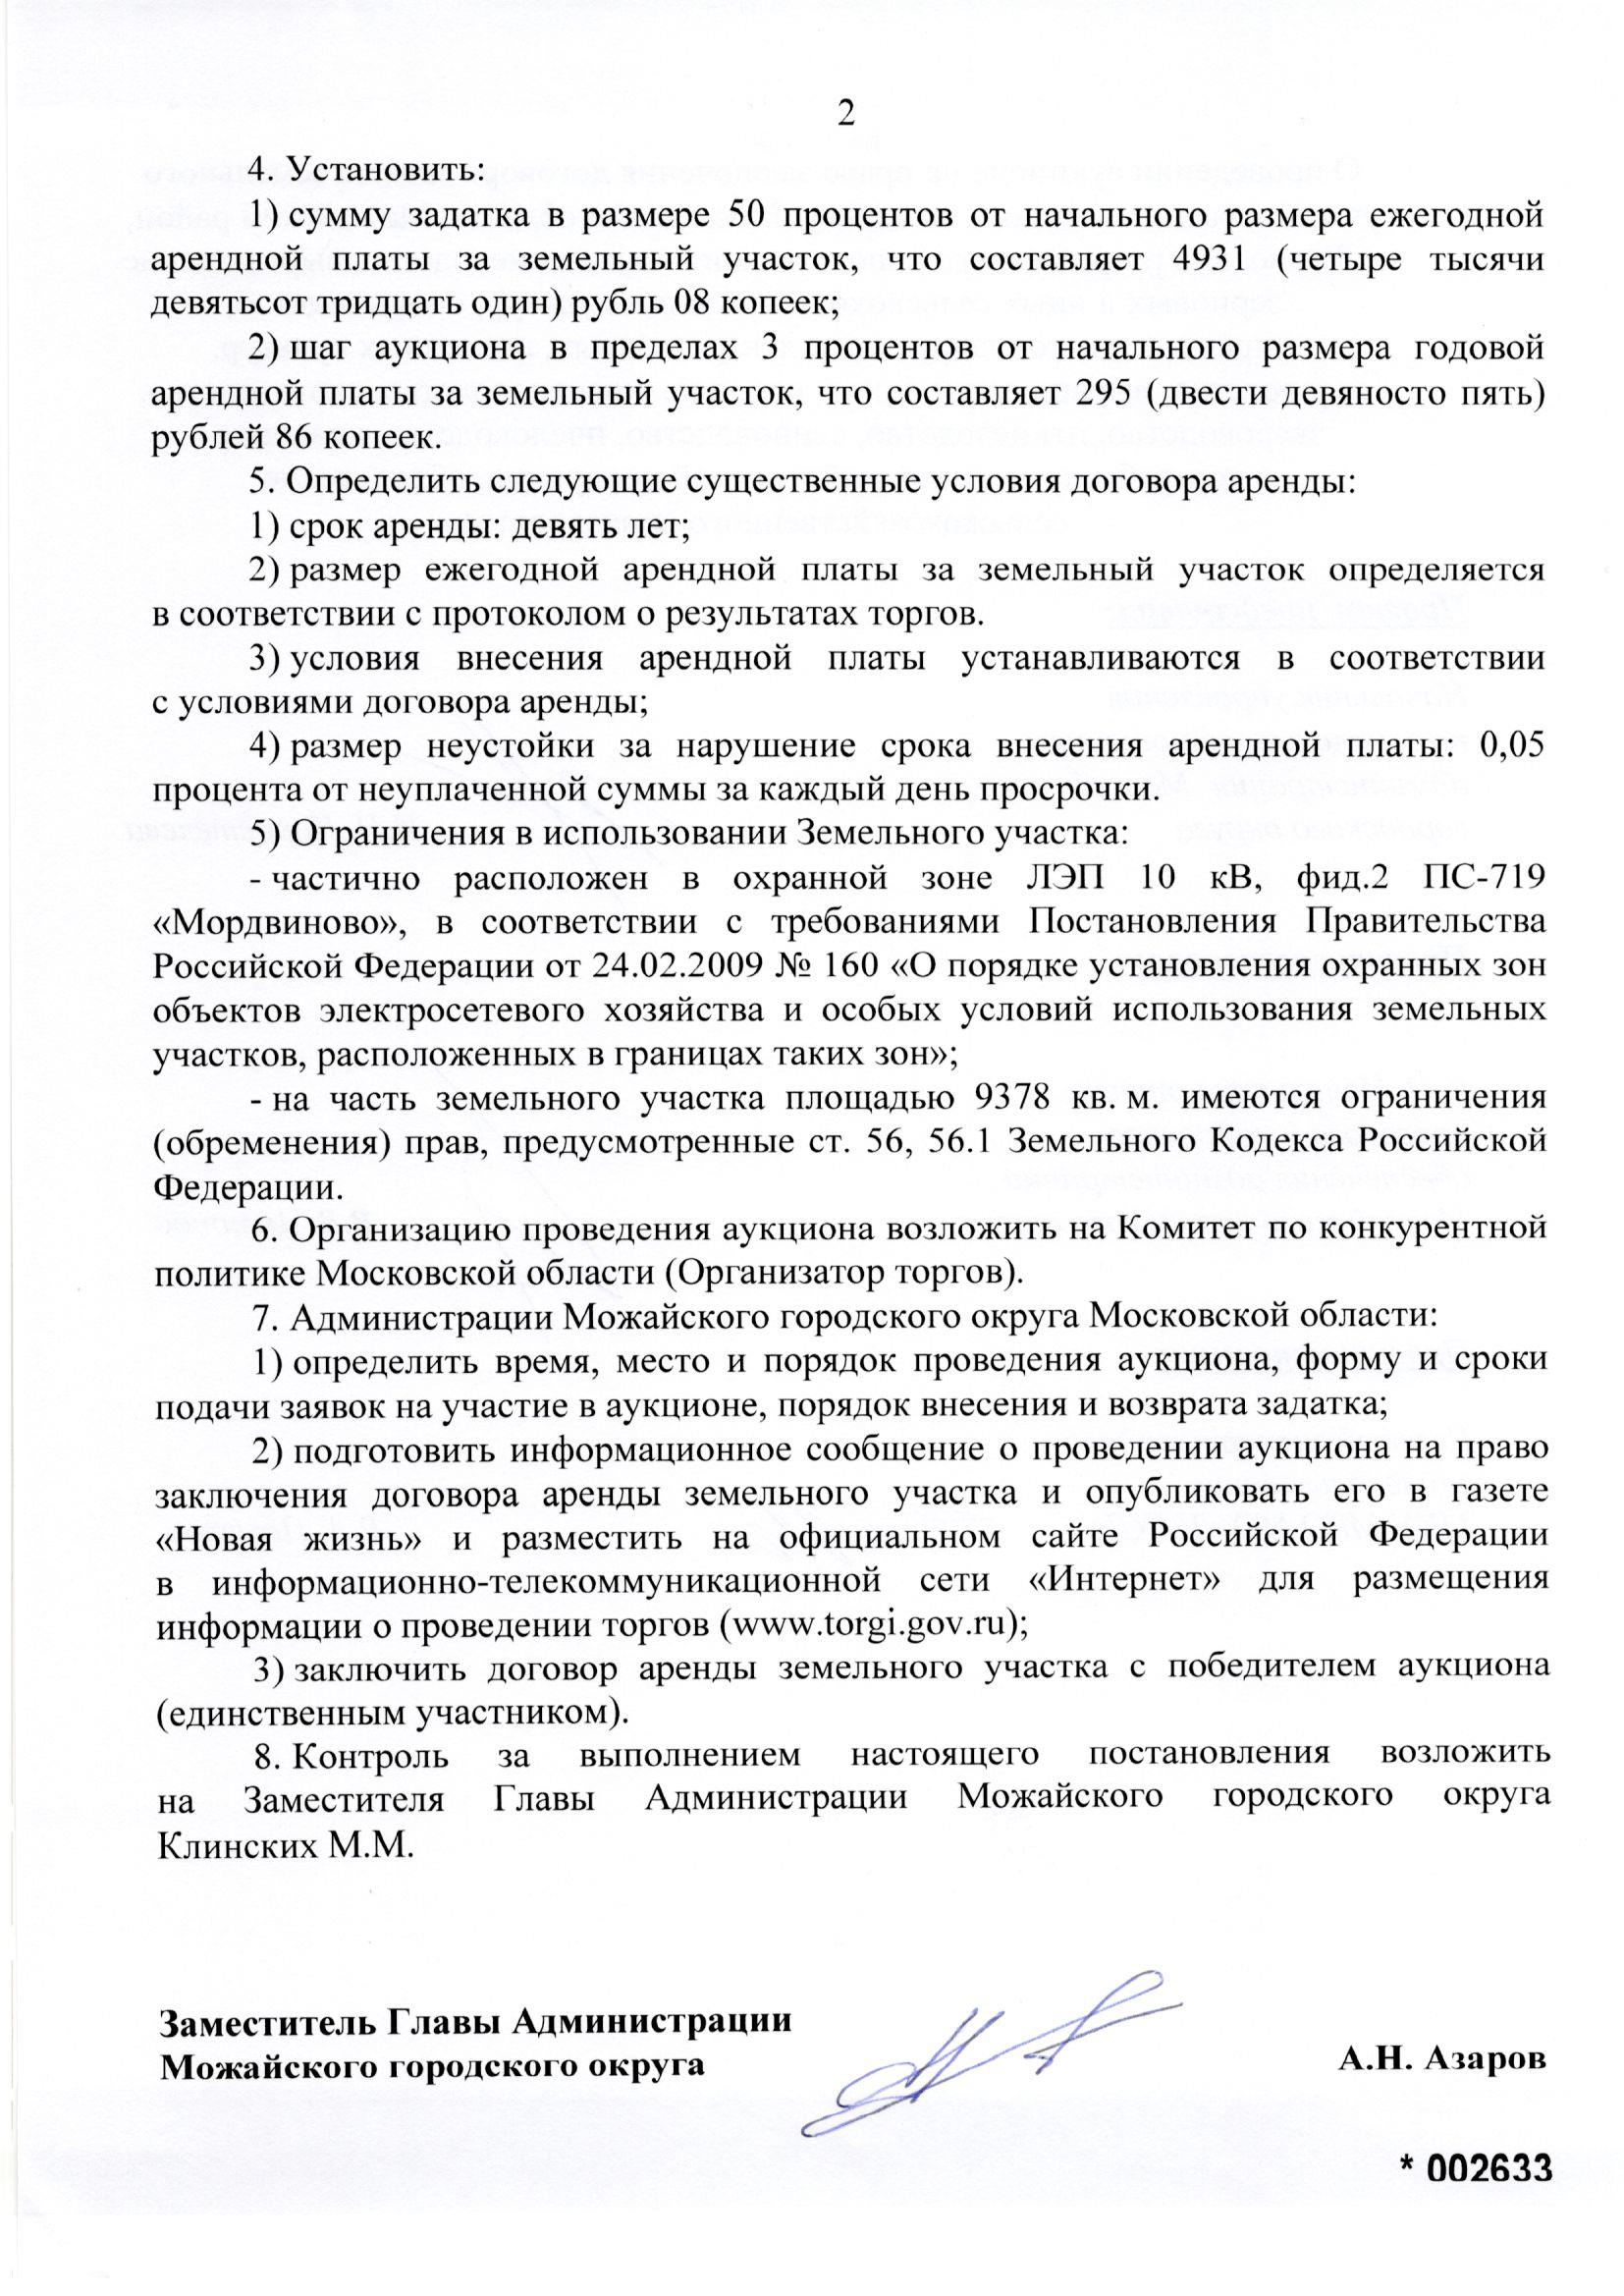 2
4. Установить:
1) сумму задатка в размере 50 процентов от начального размера ежегодной
арендной платы за земельный участок, что составляет 4931 (четыре тысячи
девятьсот тридцать один) рубль 08 копеек;
2) шаг аукциона в пределах 3 процентов от начального размера годовой
арендной платы за земельный участок, что составляет 295 (двести девяносто пять)
рублей 86 копеек.
5. Определить следующие существенные условия договора аренды:
1) срок аренды: девять лет;
2) размер ежегодной арендной платы за земельный участок определяется
в соответствии с протоколом о результатах торгов.
3) условия внесения арендной платы устанавливаются в соответствии
с условиями договора аренды;
4) размер неустойки за нарушение срока внесения арендной платы: 0,05
процента от неуплаченной суммы за каждый день просрочки.
5) Ограничения в использовании Земельного участка:
- частично расположен в охранной зоне ЛЭП 10 кВ, фид.2 ПС-719
«Мордвиново», в соответствии с требованиями Постановления Правительства
Российской Федерации от 24.02.2009 № 160 «О порядке установления охранных зон
объектов электросетевого хозяйства и особых условий использования земельных
участков, расположенных в границах таких зон»;
- на часть земельного участка площадью 9378 кв. м. имеются ограничения
(обременения) прав, предусмотренные ст. 56, 56.1 Земельного Кодекса Российской
Федерации.
6. Организацию проведения аукциона возложить на Комитет по конкурентной
политике Московской области (Организатор торгов).
7. Администрации Можайского городского округа Московской области:
1) определить время, место и порядок проведения аукциона, форму и сроки
подачи заявок на участие в аукционе, порядок внесения и возврата задатка;
2) подготовить информационное сообщение о проведении аукциона на право
заключения договора аренды земельного участка и опубликовать его в газете
«Новая жизнь» и разместить на официальном сайте Российской Федерации
в информационно-телекоммуникационной сети «Интернет» для размещения
информации о проведении торгов (www.torgi.gov.ru);
3) заключить договор аренды земельного участка с победителем аукциона
(единственным участником).
8. Контроль за выполнением настоящего постановления возложить
на Заместителя Главы Администрации Можайского городского округа
Клинских М.М.
Заместитель Главы Администрации
Можайского городского округа
А.Н. Азаров
* 002633